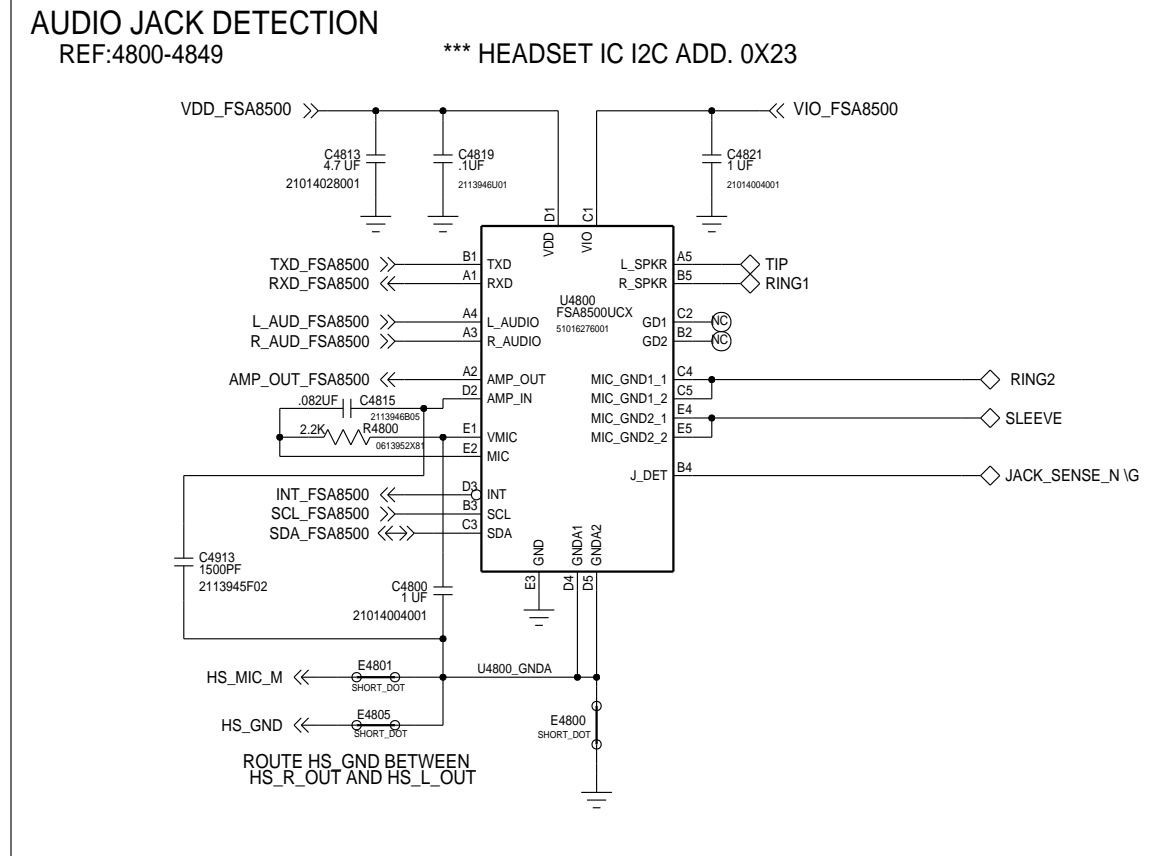 AUDIO JACK DETECTION
REF:4800-4849
*** HEADSET IC I2C ADD. 0X23
VDD_FSA8500
VIO_FSA8500
C4813
4.7 UF
21014028001
C4819
.1UF
2113946U01
C4821
1 UF
21014004001
D1
C1
VDD
VIO
TXD_FSA8500
B1
TXD
L_SPKR
A5
TIP
RXD_FSA8500
A1
RXD
R_SPKR
B5
RING1
U4800
FSA8500UCX
51016276001
L_AUD_FSA8500
A4
L_AUDIO
GD1
C2
NC
R_AUD_FSA8500
A3
R_AUDIO
GD2
B2
NC
AMP_OUT_FSA8500
A2
AMP_OUT
MIC_GND1_1
C4
RING2
.082UF
C4815
2113946B05
D2
AMP_IN
MIC_GND1_2
C5
MIC_GND2_1
E4
SLEEVE
2.2K
R4800
0613952X81
E1
VMIC
MIC_GND2_2
E5
E2
MIC
J_DET
B4
JACK_SENSE_N \G
INT_FSA8500
D3
INT
SCL_FSA8500
B3
SCL
SDA_FSA8500
C3
SDA
GND
GNDA1
GNDA2
E3
D4
D5
C4913
1500PF
2113945F02
C4800
1 UF
21014004001
HS_MIC_M
E4801
SHORT_DOT
U4800_GNDA
HS_GND
E4805
SHORT_DOT
E4800
SHORT_DOT
ROUTE HS_GND BETWEEN
HS_R_OUT AND HS_L_OUT